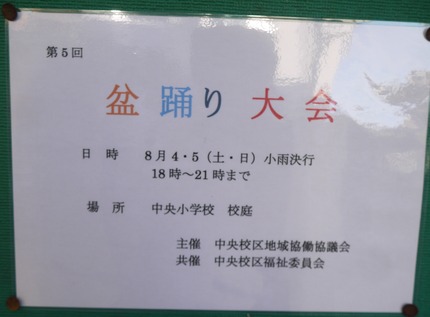 第5回
盆踊り大会
日 時 8月4・5(土・日)小雨決行
18時~21時まで
場 所 中央小学校 校庭
主催 中央校区地域協働協議会
共催 中央校区福祉委員会